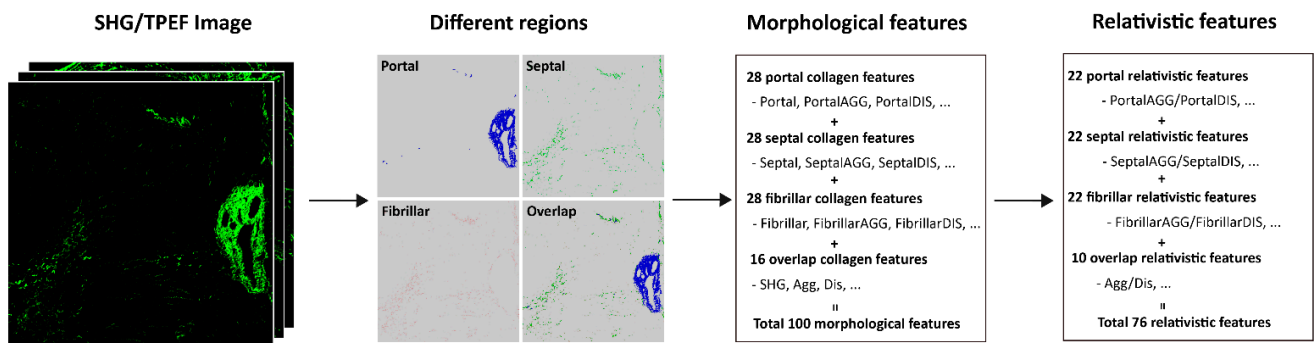 SHG/TPEF Image
Different regions
Portal
Septal
Fibrillar
Overlap
Morphological features
28 portal collagen features
- Portal, PortalAGG, PortalDIS, ...
+
28 septal collagen features
- Septal, SeptalAGG, SeptalDIS, ...
+
28 fibrillar collagen features
- Fibrillar, FibrillarAGG, FibrillarDIS, ...
+
16 overlap collagen features
- SHG, Agg, Dis, ...
=
Total 100 morphological features
Relativistic features
22 portal relativistic features
- PortalAGG/PortalDIS, ...
+
22 septal relativistic features
- SeptalAGG/SeptalDIS, ...
+
22 fibrillar relativistic features
- FibrillarAGG/FibrillarDIS, ...
+
10 overlap relativistic features
- Agg/Dis, ...
=
Total 76 relativistic features